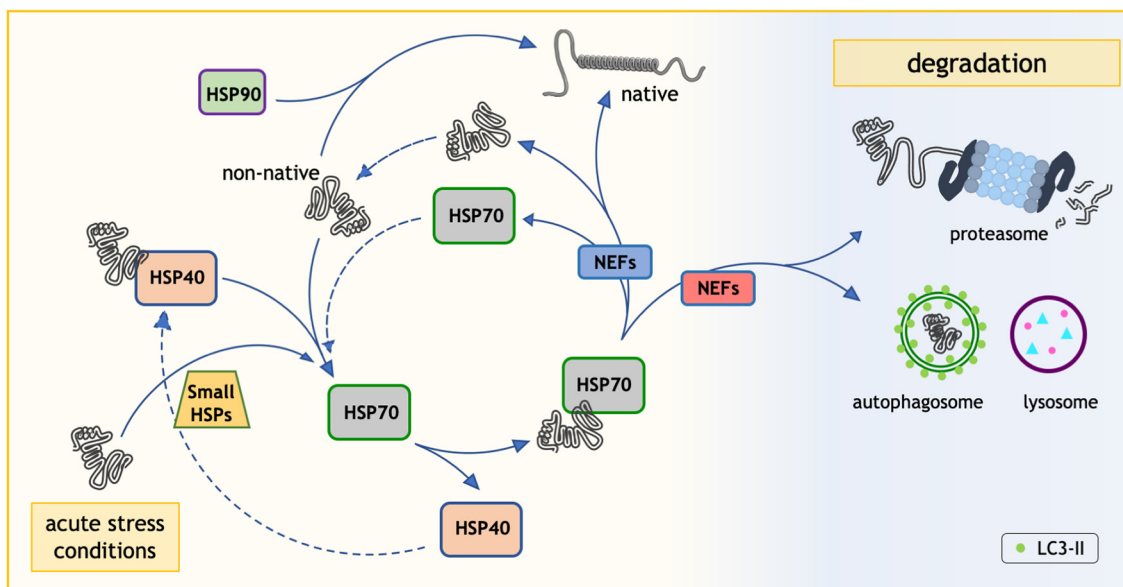 degradation
HSP90
native
non-native
HSP70
proteasome
HSP40
NEFs
NEFs
Small
HSPs
HSP70
HSP70
autophagosome
lysosome
acute stress
conditions
HSP40
LC3-II